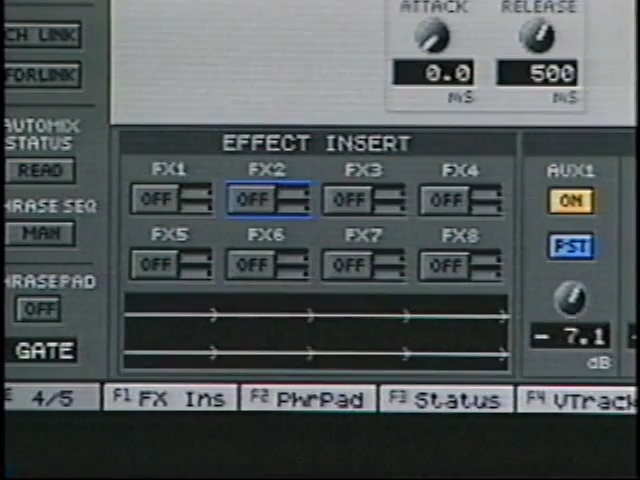 ATTACK RELEASE
0.0 500
mS mS
CH LINK
FDRLINK
AUTOMIX
STATUS
READ
EFFECT INSERT
FX1 FX2 FX3 FX4 AUX1
OFF OFF OFF OFF ON
HRASE SEQ
MAN
FX5 FX6 FX7 FX8 PST
OFF OFF OFF OFF
HRASEPAD
OFF
GATE
- 7.1
dB
E 4/5 F1 FX Ins F2 PhrPad F3 Status F4 VTrack